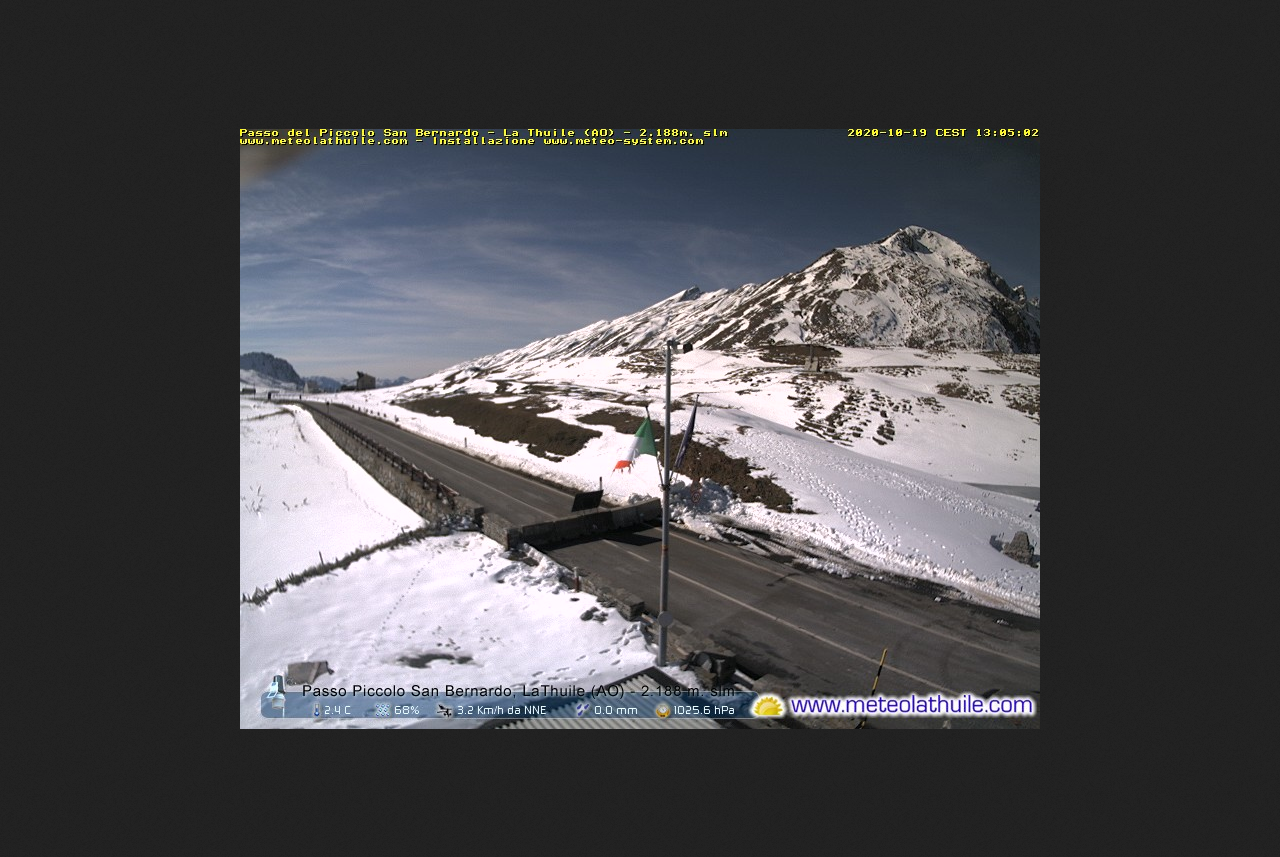 Passo del Piccolo San Bernardo - La Thuile (AO) - 2.188m. slm
2020-10-19 CEST 13:05:02
www.meteolathuile.com - Installazione www.meteo-system.com
Passo Piccolo San Bernardo, LaThuile (AO) - 2.188 m. slm
2.4 C 68% 3.2 Km/h da NNE 0.0 mm 1025.6 hPa
www.meteolathuile.com